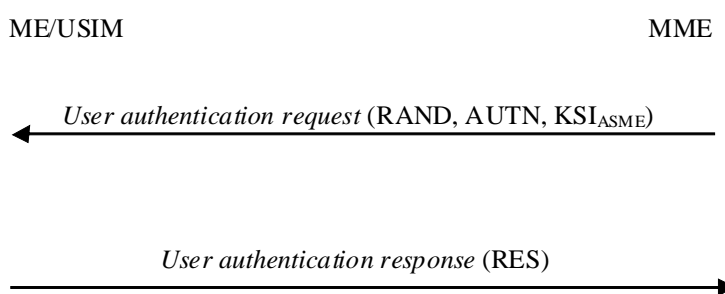 ME/USIM MME
User authentication request (RAND, AUTN, KSIASME)
User authentication response (RES)